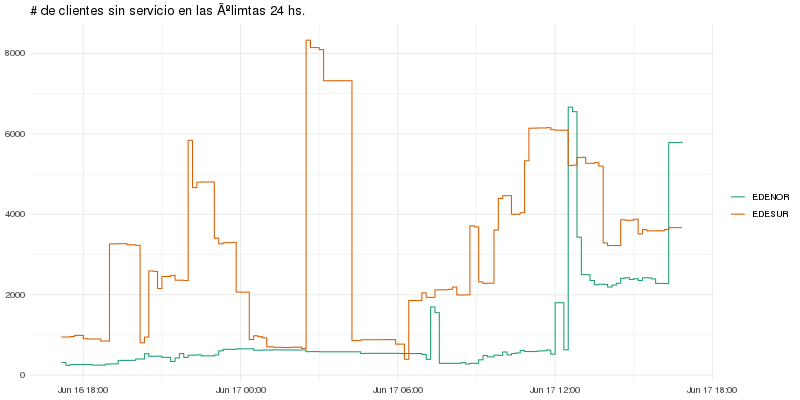 # de clientes sin servicio en las Ãºlimtas 24 hs.
8000
6000
4000
2000
0
Jun 16 18:00
Jun 17 00:00
Jun 17 06:00
Jun 17 12:00
Jun 17 18:00
EDENOR
EDESUR